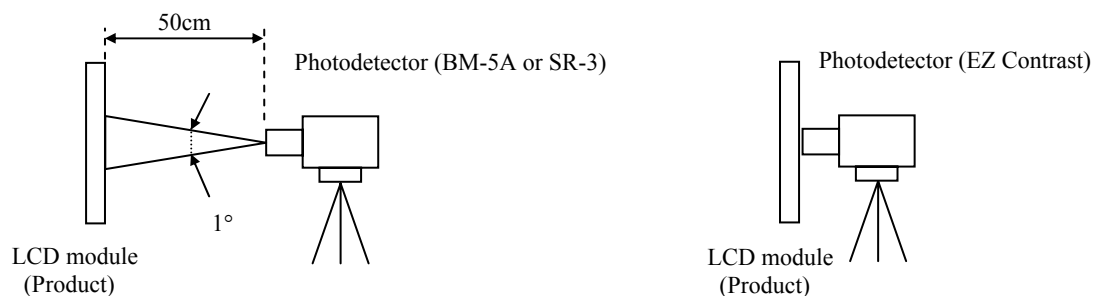 50cm
Photodetector (BM-5A or SR-3)
1°
LCD module
(Product)
Photodetector (EZ Contrast)
LCD module
(Product)